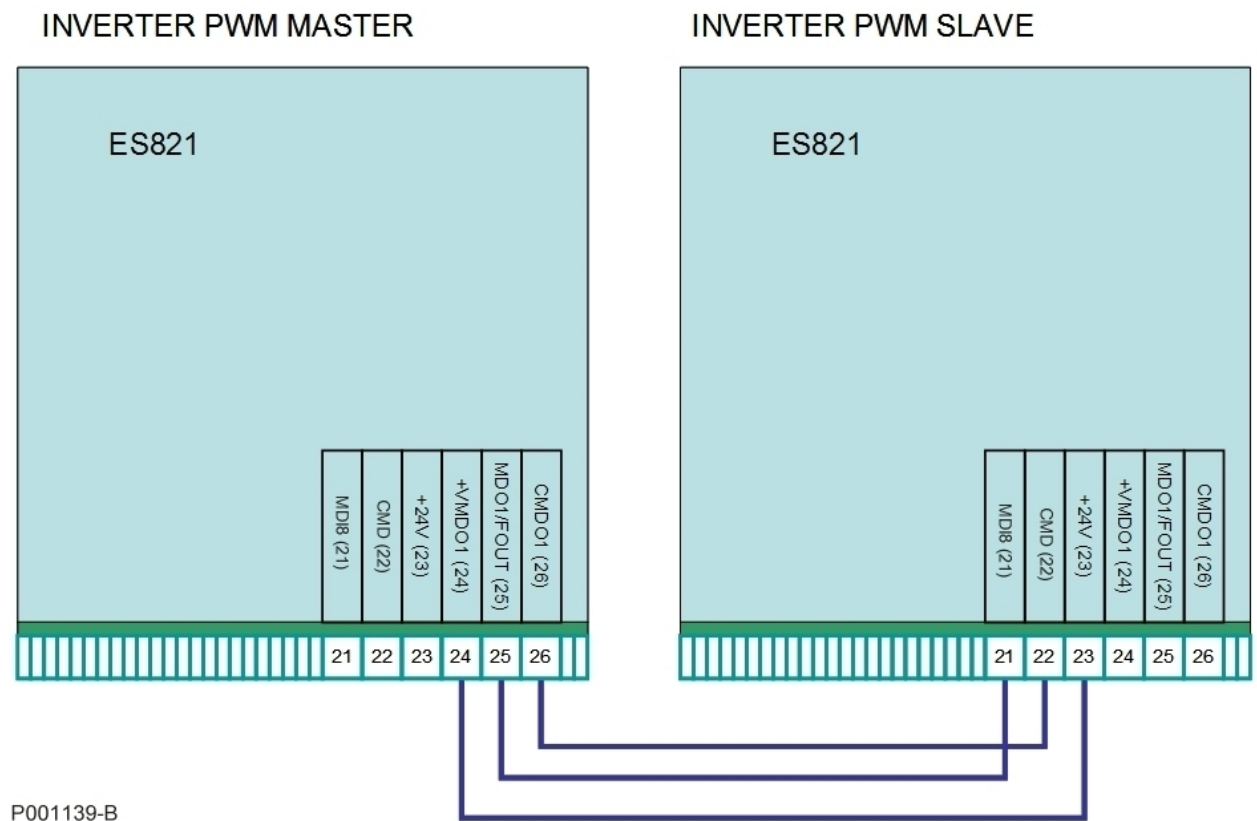 INVERTER PWM MASTER
INVERTER PWM SLAVE
ES821
ES821
MDI8 (21)
CMD (22)
+24V (23)
+VMDO1 (24)
MDO1/FOUT (25)
CMDO1 (26)
MDI8 (21)
CMD (22)
+24V (23)
+VMDO1 (24)
MDO1/FOUT (25)
CMDO1 (26)
21 22 23 24 25 26
21 22 23 24 25 26
P001139-B